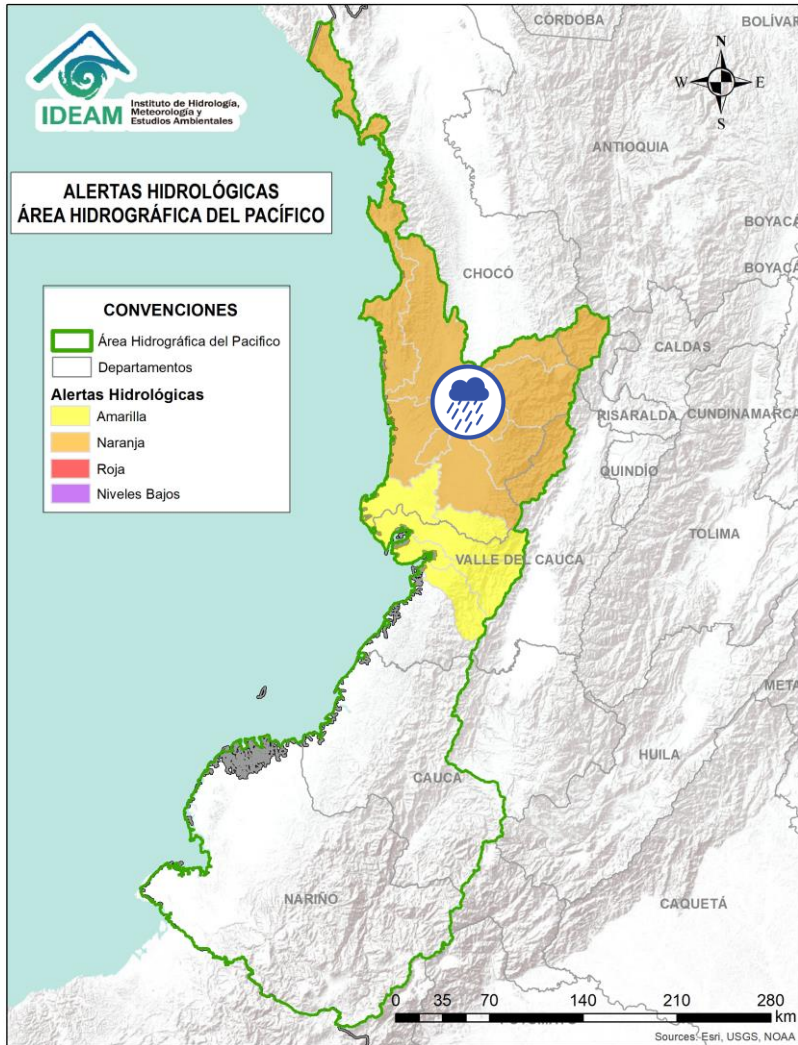 CÓRDOBA
BOLÍVAR
N
W
E
S
IDEAM
Instituto de Hidrología,
Meteorología y
Estudios Ambientales
ANTIOQUIA
ALERTAS HIDROLÓGICAS
ÁREA HIDROGRÁFICA DEL PACÍFICO
BOYACÁ
BOYACÁ
CHOCÓ
CONVENCIONES
Área Hidrográfica del Pacifico
Departamentos
Alertas Hidrológicas
Amarilla
Naranja
Roja
Niveles Bajos
CALDAS
RISARALDA
CUNDINAMARCA
QUINDÍO
TOLIMA
VALLE DEL CAUCA
META
HUILA
CAUCA
NARIÑO
CAQUETÁ
0 35 70 140 210 280
km
Sources: Esri, USGS, NOAA